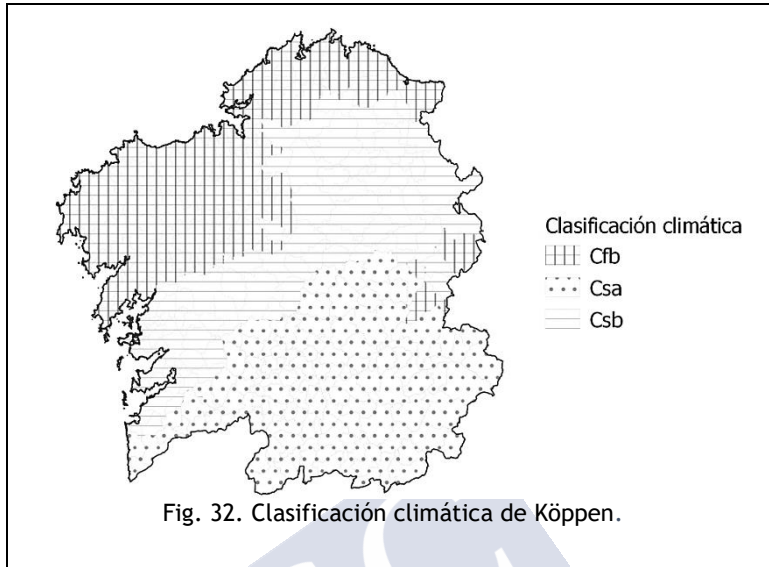 Clasificación climática
Cfb
Csa
Csb
Fig. 32. Clasificación climática de Köppen.